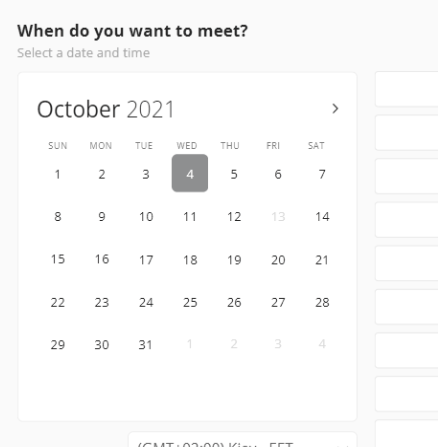 When do you want to meet?
Select a date and time
October 2021
SUN MON TUE WED THU FRI SAT
1 2 3 4 5 6 7
8 9 10 11 12 13 14
15 16 17 18 19 20 21
22 23 24 25 26 27 28
29 30 31 1 2 3 4